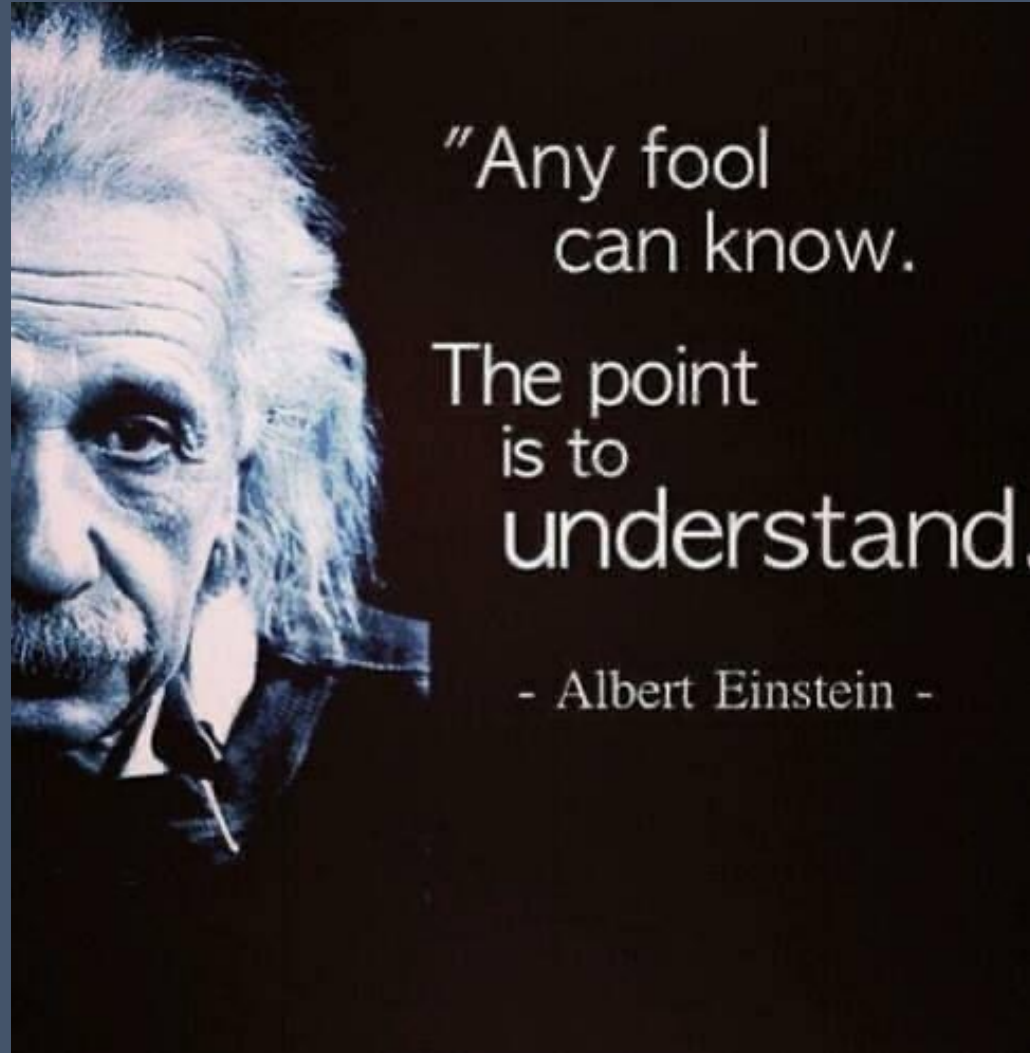 "Any fool
can know.
The point
is to
understand.
- Albert Einstein -